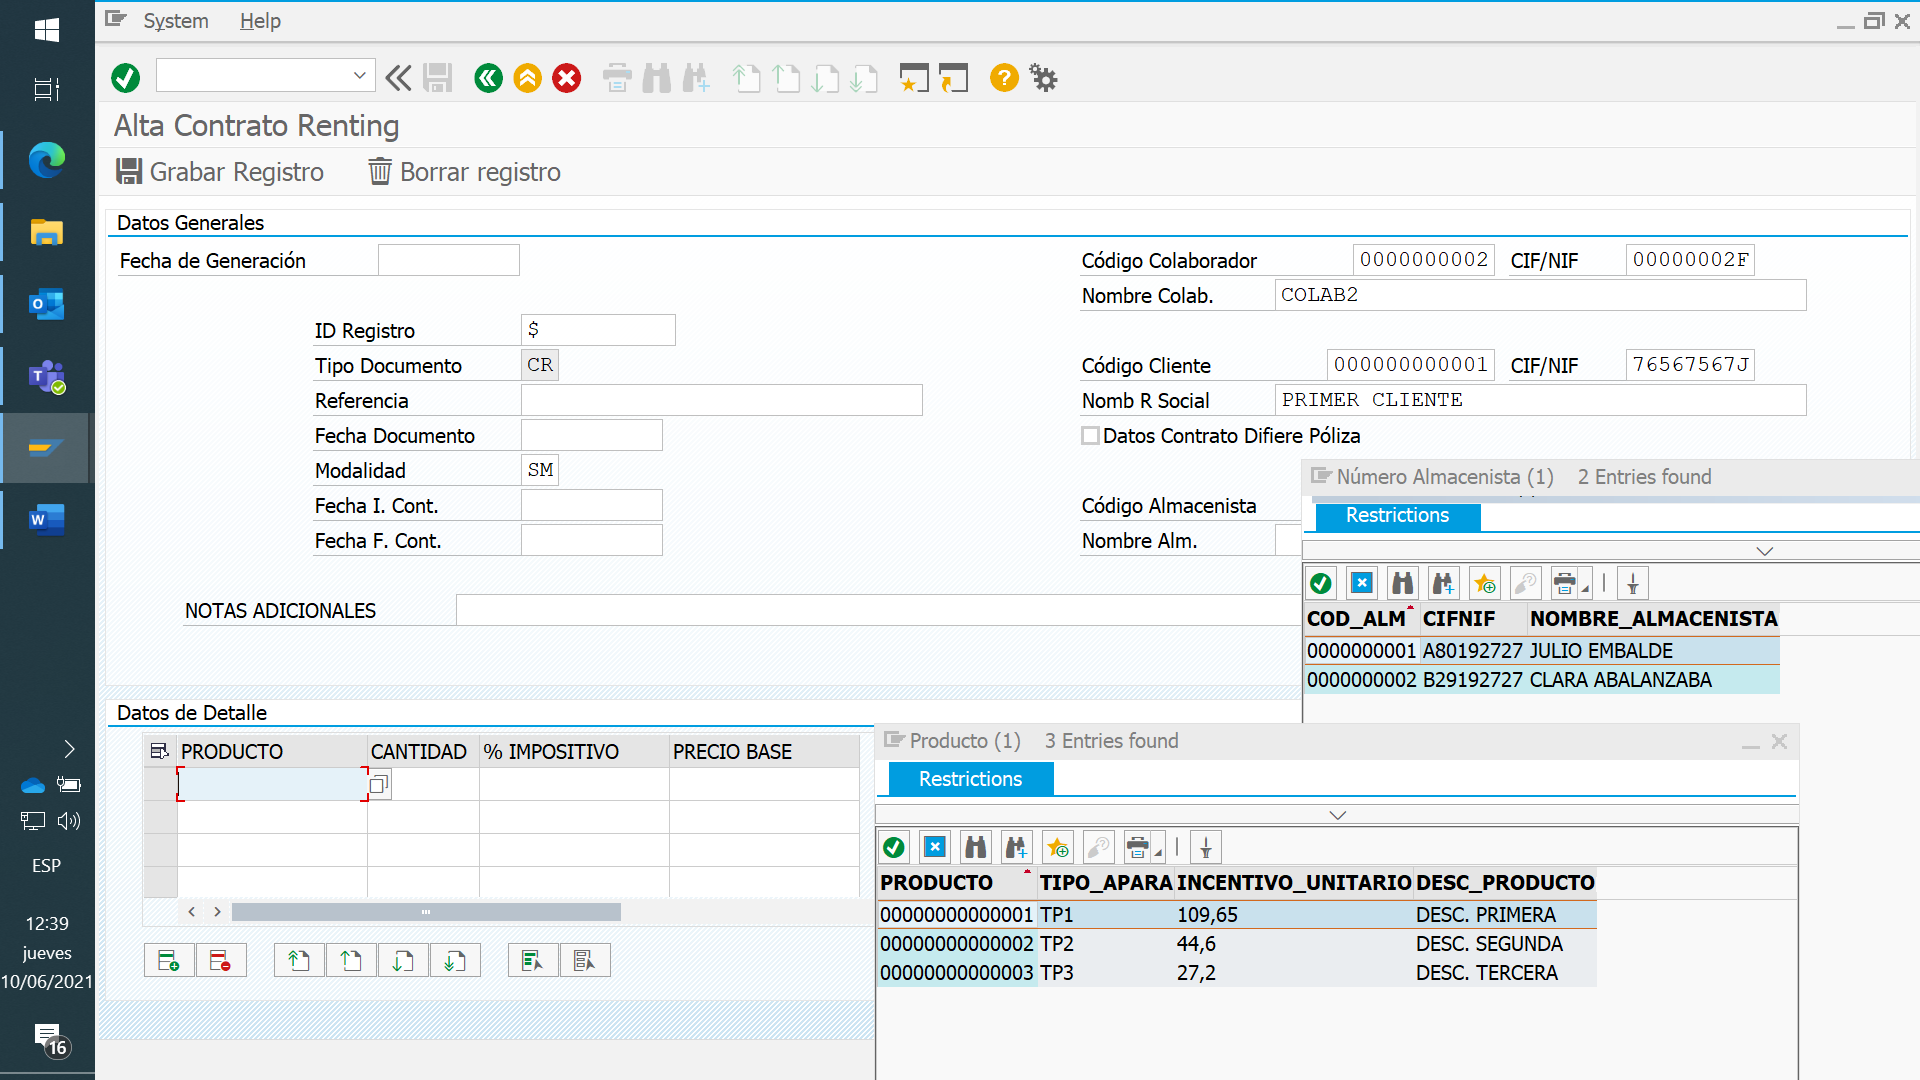 System Help
Alta Contrato Renting
Grabar Registro Borrar registro
Datos Generales
Fecha de Generación
Código Colaborador 0000000002 CIF/NIF 00000002F
Nombre Colab. COLAB2
ID Registro $
Tipo Documento CR
Código Cliente 000000000001 CIF/NIF 76567567J
Referencia
Nomb R Social PRIMER CLIENTE
Fecha Documento
Datos Contrato Difiere Póliza
Modalidad SM
Fecha I. Cont.
Código Almacenista
Fecha F. Cont.
Nombre Alm.
NOTAS ADICIONALES
Número Almacenista (1) 2 Entries found
Restrictions
COD_ALM CIFNIF NOMBRE_ALMACENISTA
0000000001 A80192727 JULIO EMBALDE
0000000002 B29192727 CLARA ABALANZABA
Datos de Detalle
PRODUCTO CANTIDAD % IMPOSITIVO PRECIO BASE
Producto (1) 3 Entries found
Restrictions
PRODUCTO TIPO_APARA INCENTIVO_UNITARIO DESC_PRODUCTO
00000000000001 TP1 109,65 DESC. PRIMERA
00000000000002 TP2 44,6 DESC. SEGUNDA
00000000000003 TP3 27,2 DESC. TERCERA
ESP
12:39
jueves
10/06/2021
16